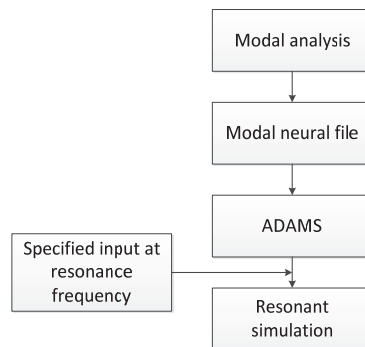 Modal analysis
Modal neural file
ADAMS
Specified input at
resonance
frequency
Resonant
simulation